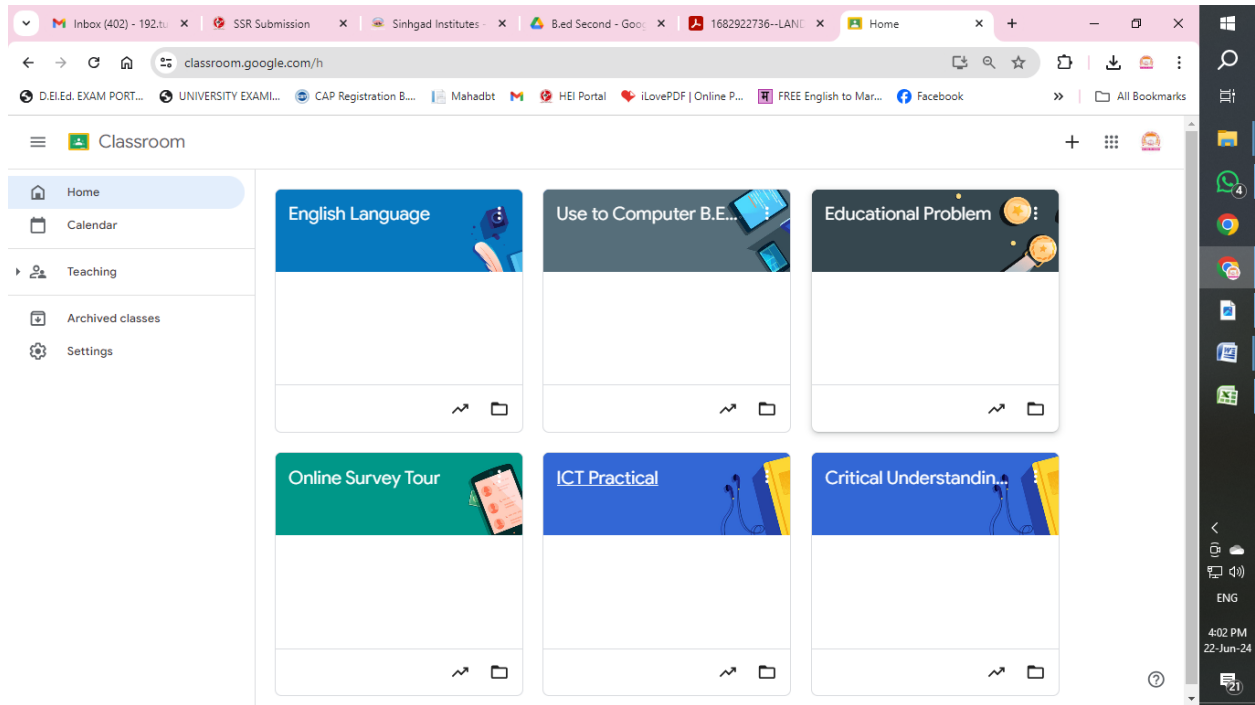 Inbox (402) - 192.tu
SSR Submission
Sinhgad Institutes -
B.ed Second - Goog
1682922736--LAND
Home
classroom.google.com/h
D.El.Ed. EXAM PORT...
UNIVERSITY EXAMI...
CAP Registration B....
Mahadbt
HEI Portal
iLovePDF | Online P...
म
FREE English to Mar...
Facebook
»
All Bookmarks
Classroom
Home
Calendar
Teaching
Archived classes
Settings
English Language
Use to Computer B.E...
Educational Problem
Online Survey Tour
ICT Practical
Critical Understandin...
4
ENG
4:02 PM
22-Jun-24
21